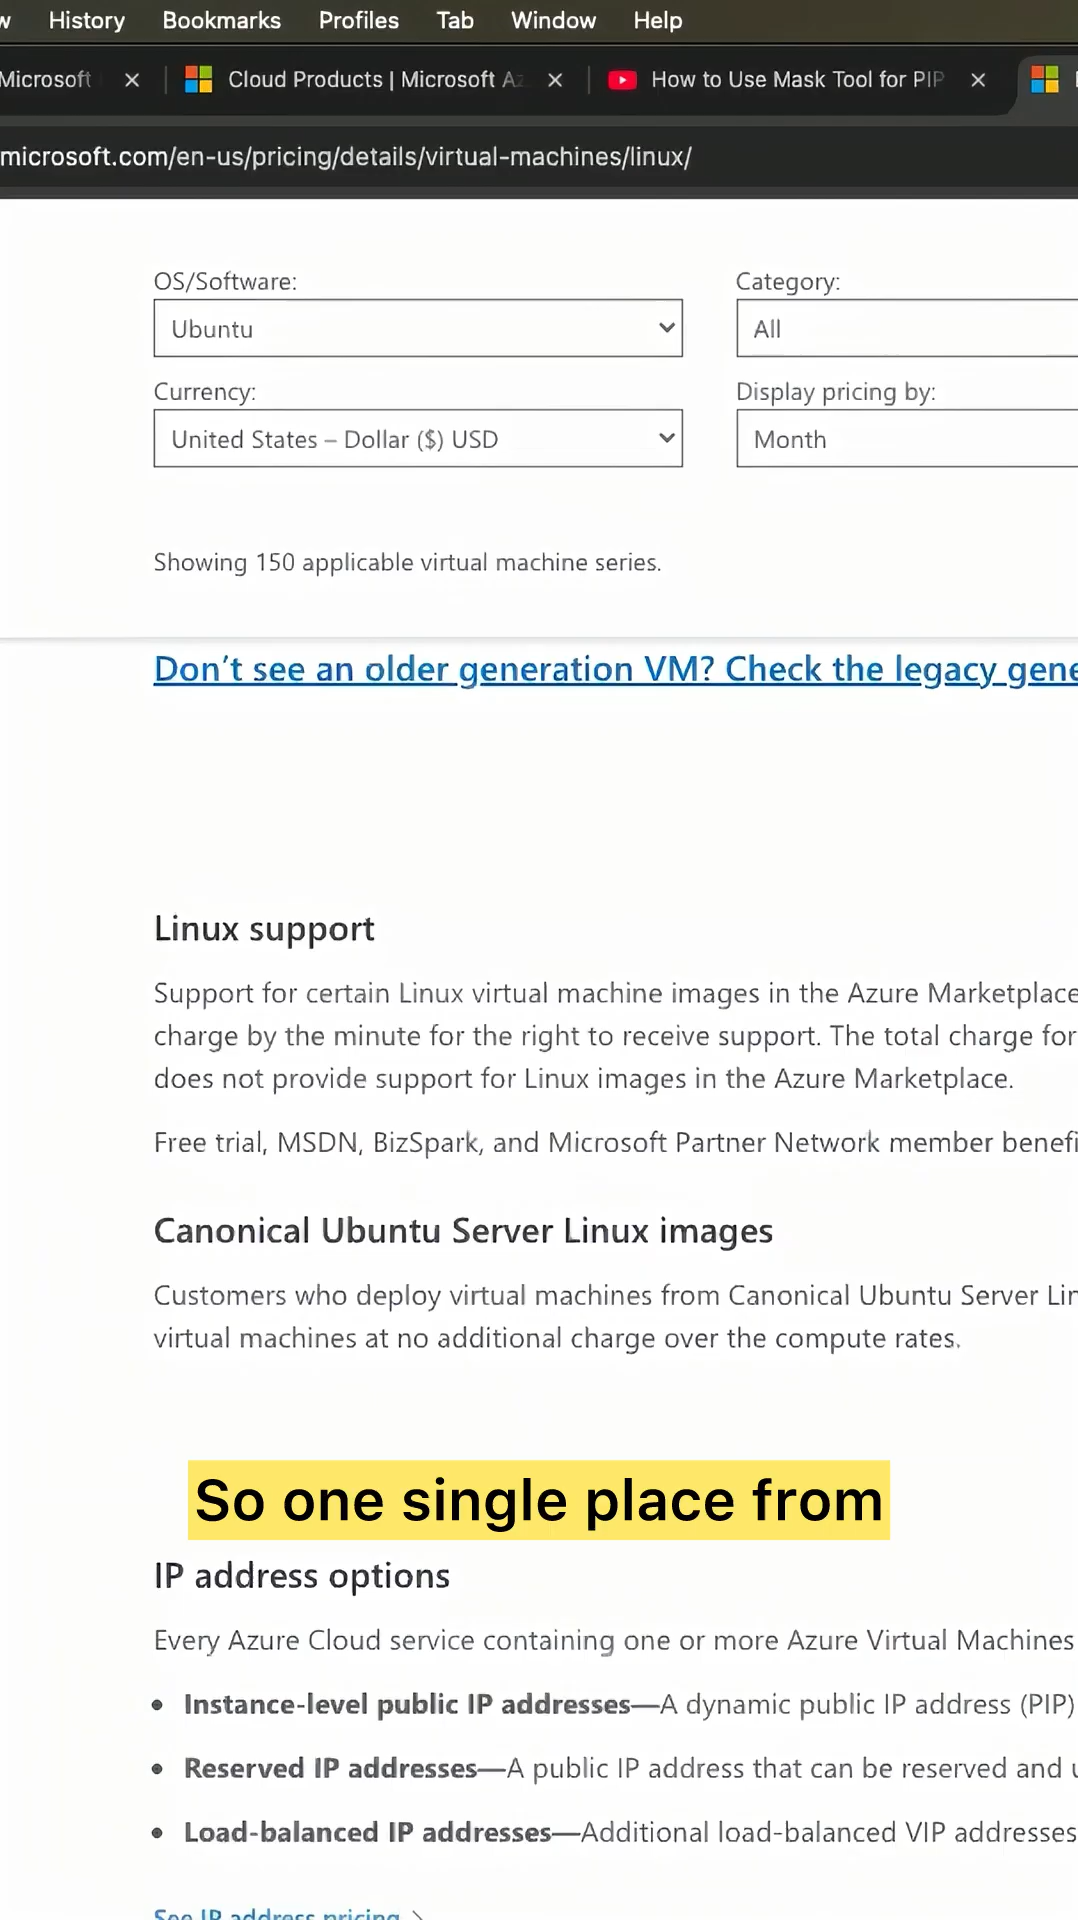 History Bookmarks Profiles Tab Window Help
Microsoft Cloud Products | Microsoft Az How to Use Mask Tool for PIP
microsoft.com/en-us/pricing/details/virtual-machines/linux/
OS/Software: Category:
Ubuntu All
Currency: Display pricing by:
United States – Dollar ($) USD Month
Showing 150 applicable virtual machine series.
Don't see an older generation VM? Check the legacy gene
Linux support
Support for certain Linux virtual machine images in the Azure Marketplace
charge by the minute for the right to receive support. The total charge for
does not provide support for Linux images in the Azure Marketplace.
Free trial, MSDN, BizSpark, and Microsoft Partner Network member benefi
Canonical Ubuntu Server Linux images
Customers who deploy virtual machines from Canonical Ubuntu Server Lin
virtual machines at no additional charge over the compute rates.
So one single place from
IP address options
Every Azure Cloud service containing one or more Azure Virtual Machines
• Instance-level public IP addresses—A dynamic public IP address (PIP)
• Reserved IP addresses—A public IP address that can be reserved and u
• Load-balanced IP addresses—Additional load-balanced VIP addresses
See IP address pricing >